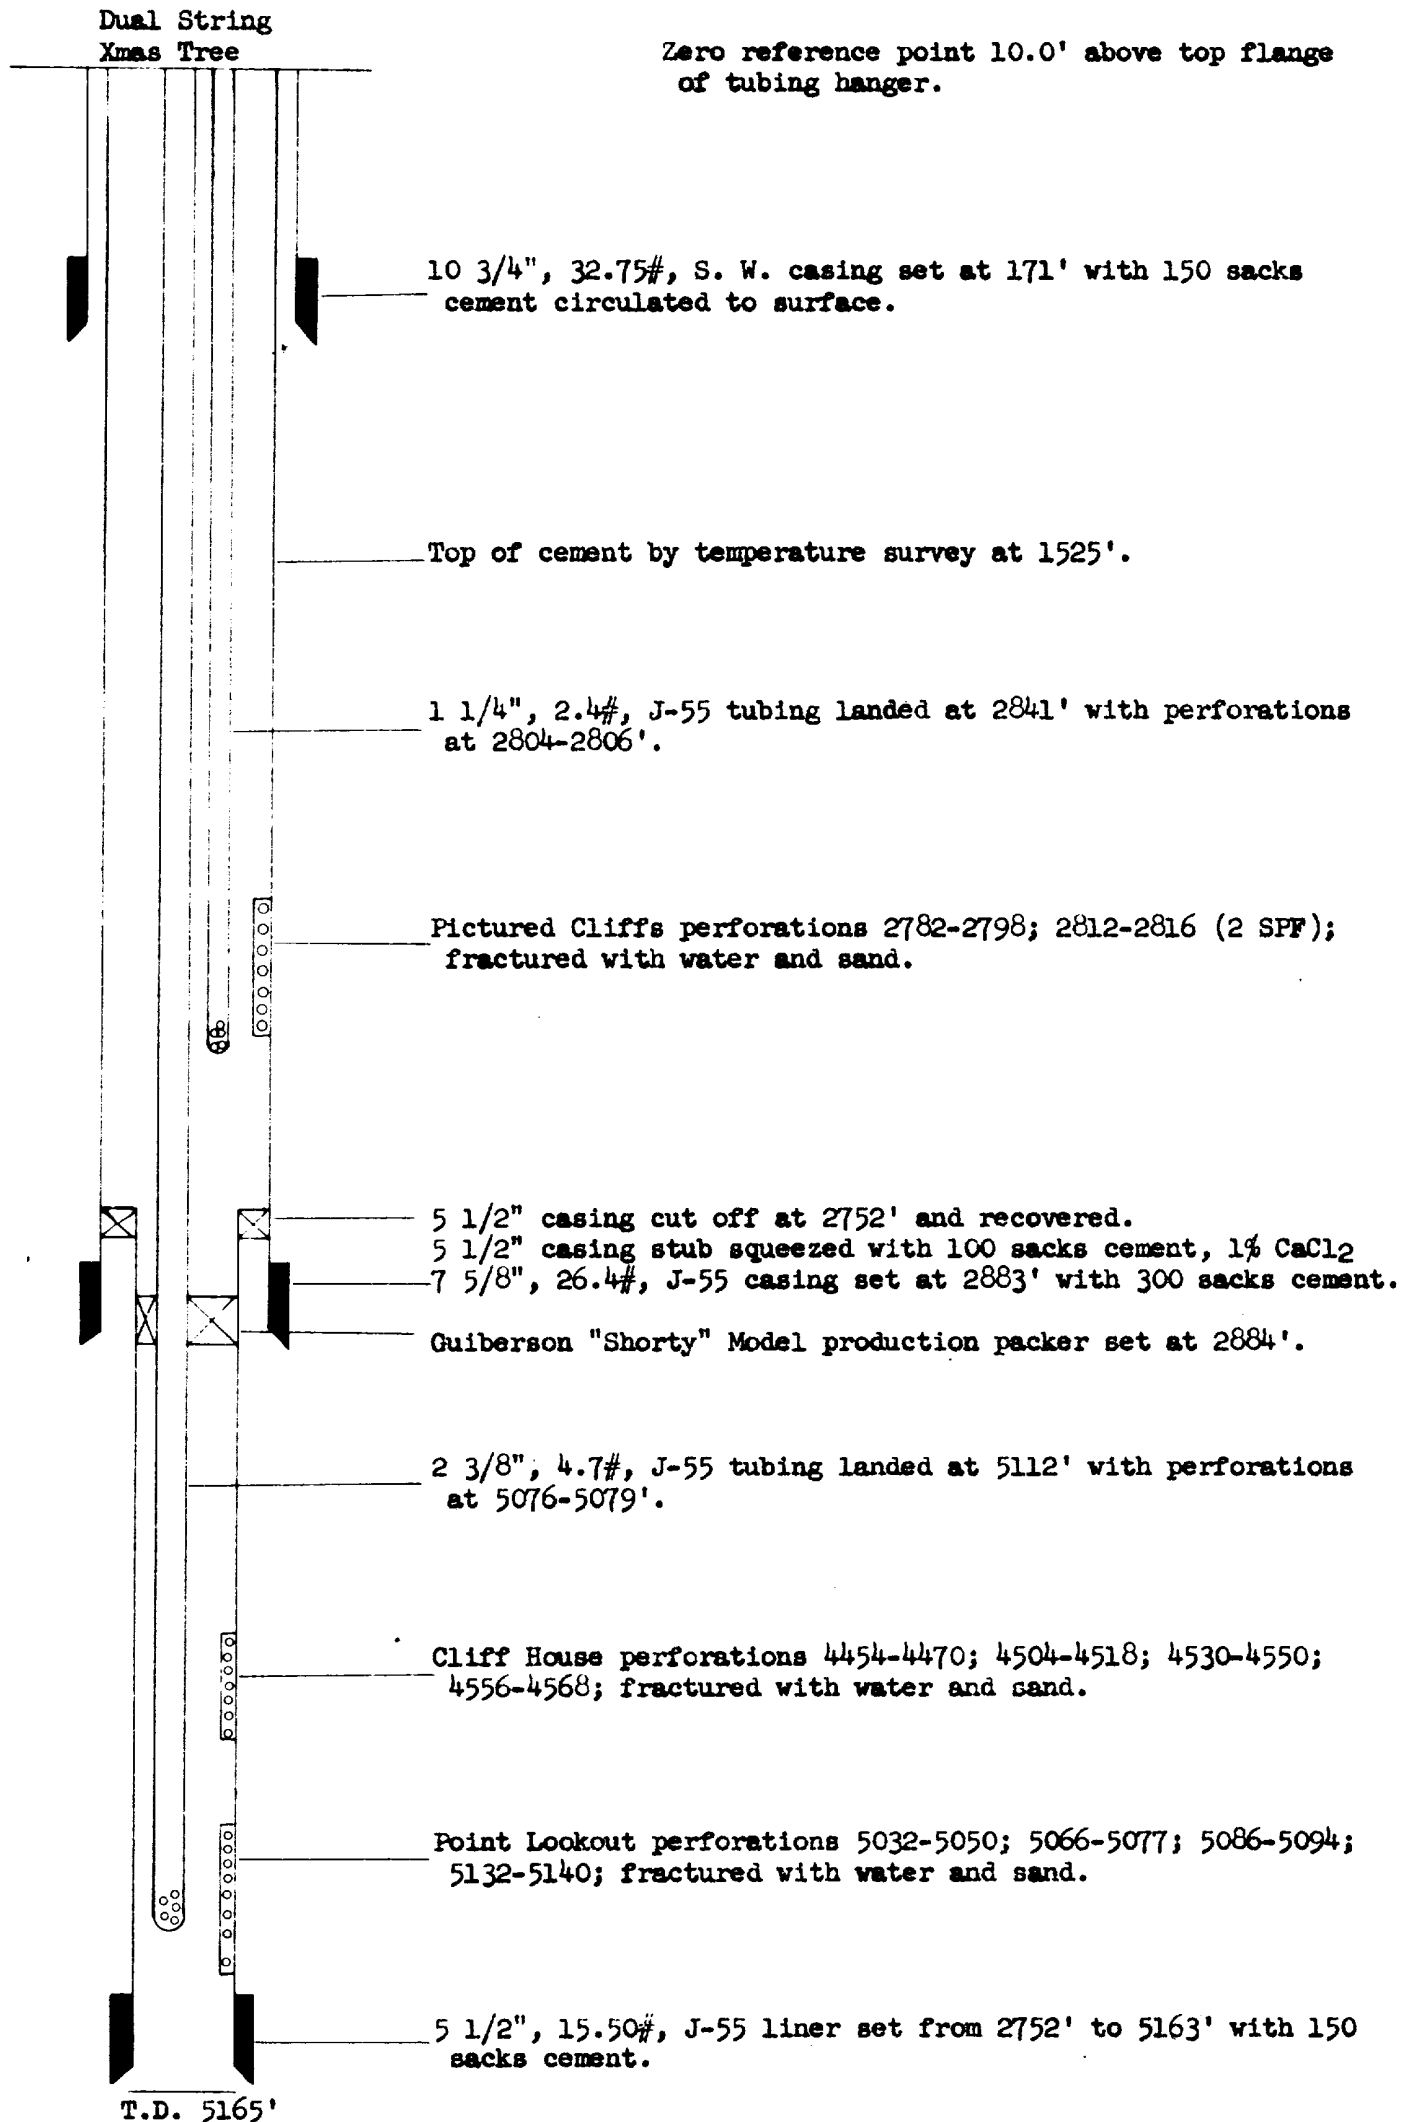 Dual String
Xmas Tree
Zero reference point 10.0' above top flange
of tubing hanger.
10 3/4", 32.75#, S. W. casing set at 171' with 150 sacks
cement circulated to surface.
Top of cement by temperature survey at 1525'.
1 1/4", 2.4#, J-55 tubing landed at 2841' with perforations
at 2804-2806'.
Pictured Cliffs perforations 2782-2798; 2812-2816 (2 SPF);
fractured with water and sand.
5 1/2" casing cut off at 2752' and recovered.
5 1/2" casing stub squeezed with 100 sacks cement, 1% CaCl2
7 5/8", 26.4#, J-55 casing set at 2883' with 300 sacks cement.
Guiberson "Shorty" Model production packer set at 2884'.
2 3/8", 4.7#, J-55 tubing landed at 5112' with perforations
at 5076-5079'.
Cliff House perforations 4454-4470; 4504-4518; 4530-4550;
4556-4568; fractured with water and sand.
Point Lookout perforations 5032-5050; 5066-5077; 5086-5094;
5132-5140; fractured with water and sand.
5 1/2", 15.50#, J-55 liner set from 2752' to 5163' with 150
sacks cement.
T.D. 5165'